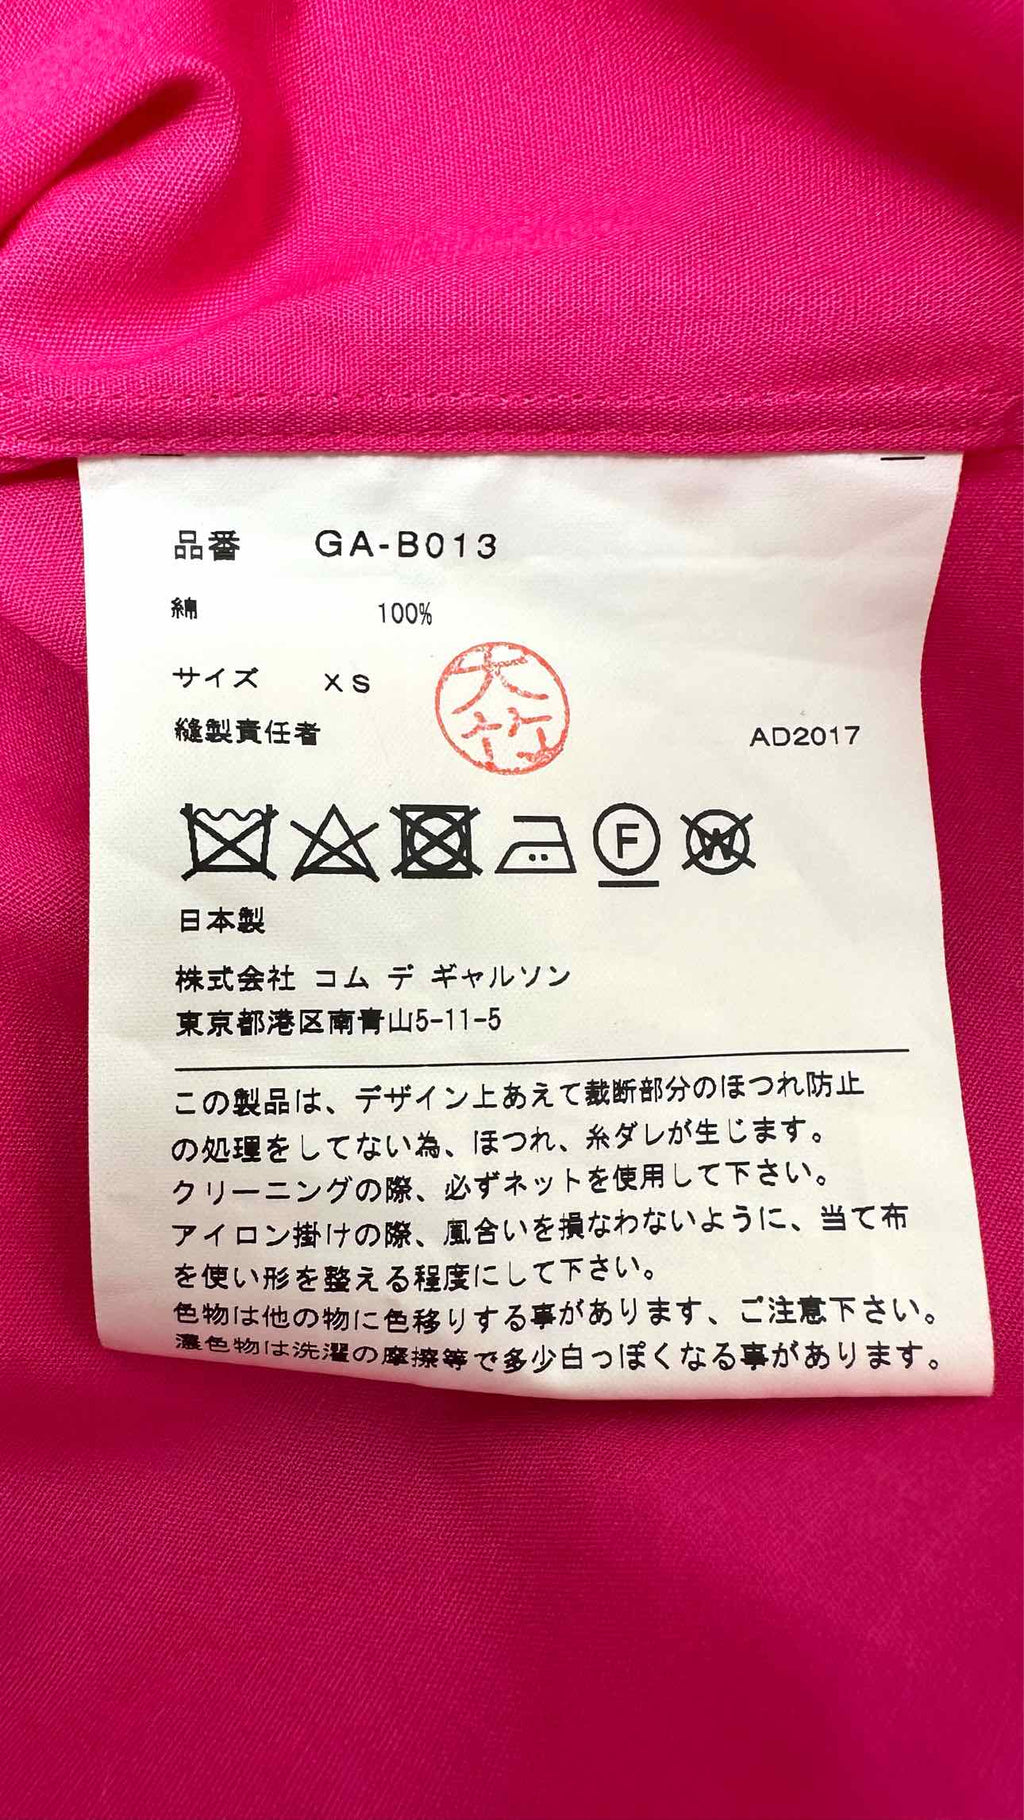 品番 GA-B013
綿 100%
サイズ XS
大竹
縫製責任者 AD2017
F W
日本製
株式会社 コム デ ギャルソン
東京都港区南青山5-11-5
この製品は、デザイン上あえて裁断部分のほつれ防止
の処理をしてない為、ほつれ、糸ダレが生じます。
クリーニングの際、必ずネットを使用して下さい。
アイロン掛けの際、風合いを損なわないように、当て布
を使い形を整える程度にして下さい。
色物は他の物に色移りする事があります、ご注意下さい。
濃色物は洗濯の摩擦等で多少白っぽくなる事があります。